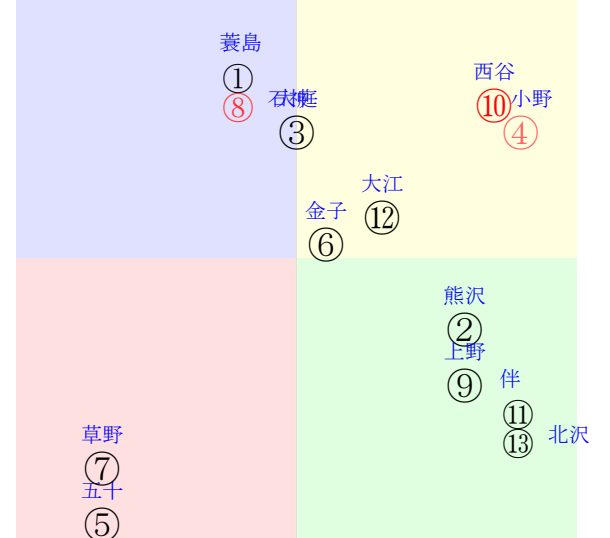 蓑島
①
⑧
西谷
⑩
小野
④
③
大江
⑫
金子
⑥
熊沢
②
上野
⑨
伴
⑪
⑬
北沢
草野
⑦
五十
⑤